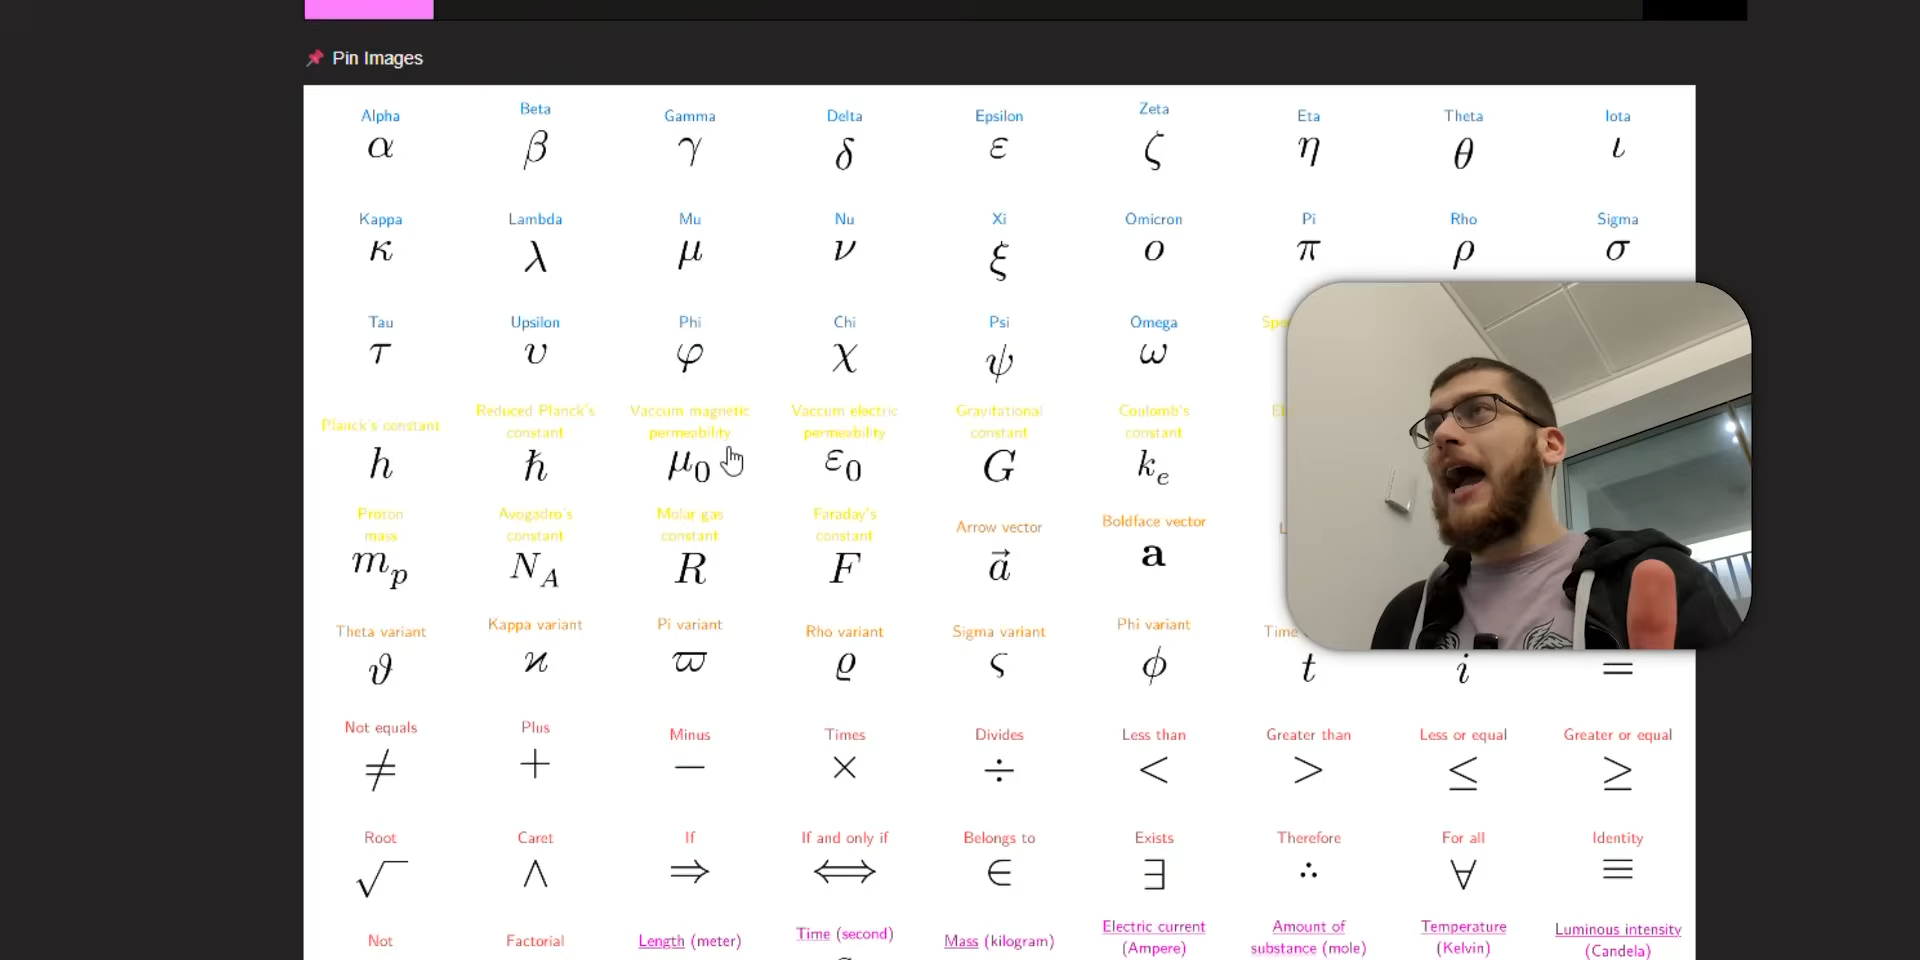 📌 Pin Images
Alpha Beta Gamma Delta Epsilon Zeta Eta Theta Iota
α β γ δ ε ζ η θ ι
Kappa Lambda Mu Nu Xi Omicron Pi Rho Sigma
κ λ μ ν ξ ο π ρ σ
Tau Upsilon Phi Chi Psi Omega
τ υ φ χ ψ ω
Planck's constant Reduced Planck's constant Vaccum magnetic permeability Vaccum electric permeability Gravitational constant Coulomb's constant
h ℏ μ₀ ε₀ G kₑ
Proton mass Avogadro's constant Molar gas constant Faraday's constant Arrow vector Boldface vector
mₚ N_A R F a⃗ 𝐚
Theta variant Kappa variant Pi variant Rho variant Sigma variant Phi variant Time
ϑ ϰ ϖ ϱ ς ϕ t i =
Not equals Plus Minus Times Divides Less than Greater than Less or equal Greater or equal
≠ + − × ÷ < > ≤ ≥
Root Caret If If and only if Belongs to Exists Therefore For all Identity
√ ∧ ⇒ ⟺ ∈ ∃ ∴ ∀ ≡
Not Factorial Length (meter) Time (second) Mass (kilogram) Electric current (Ampere) Amount of substance (mole) Temperature (Kelvin) Luminous intensity (Candela)